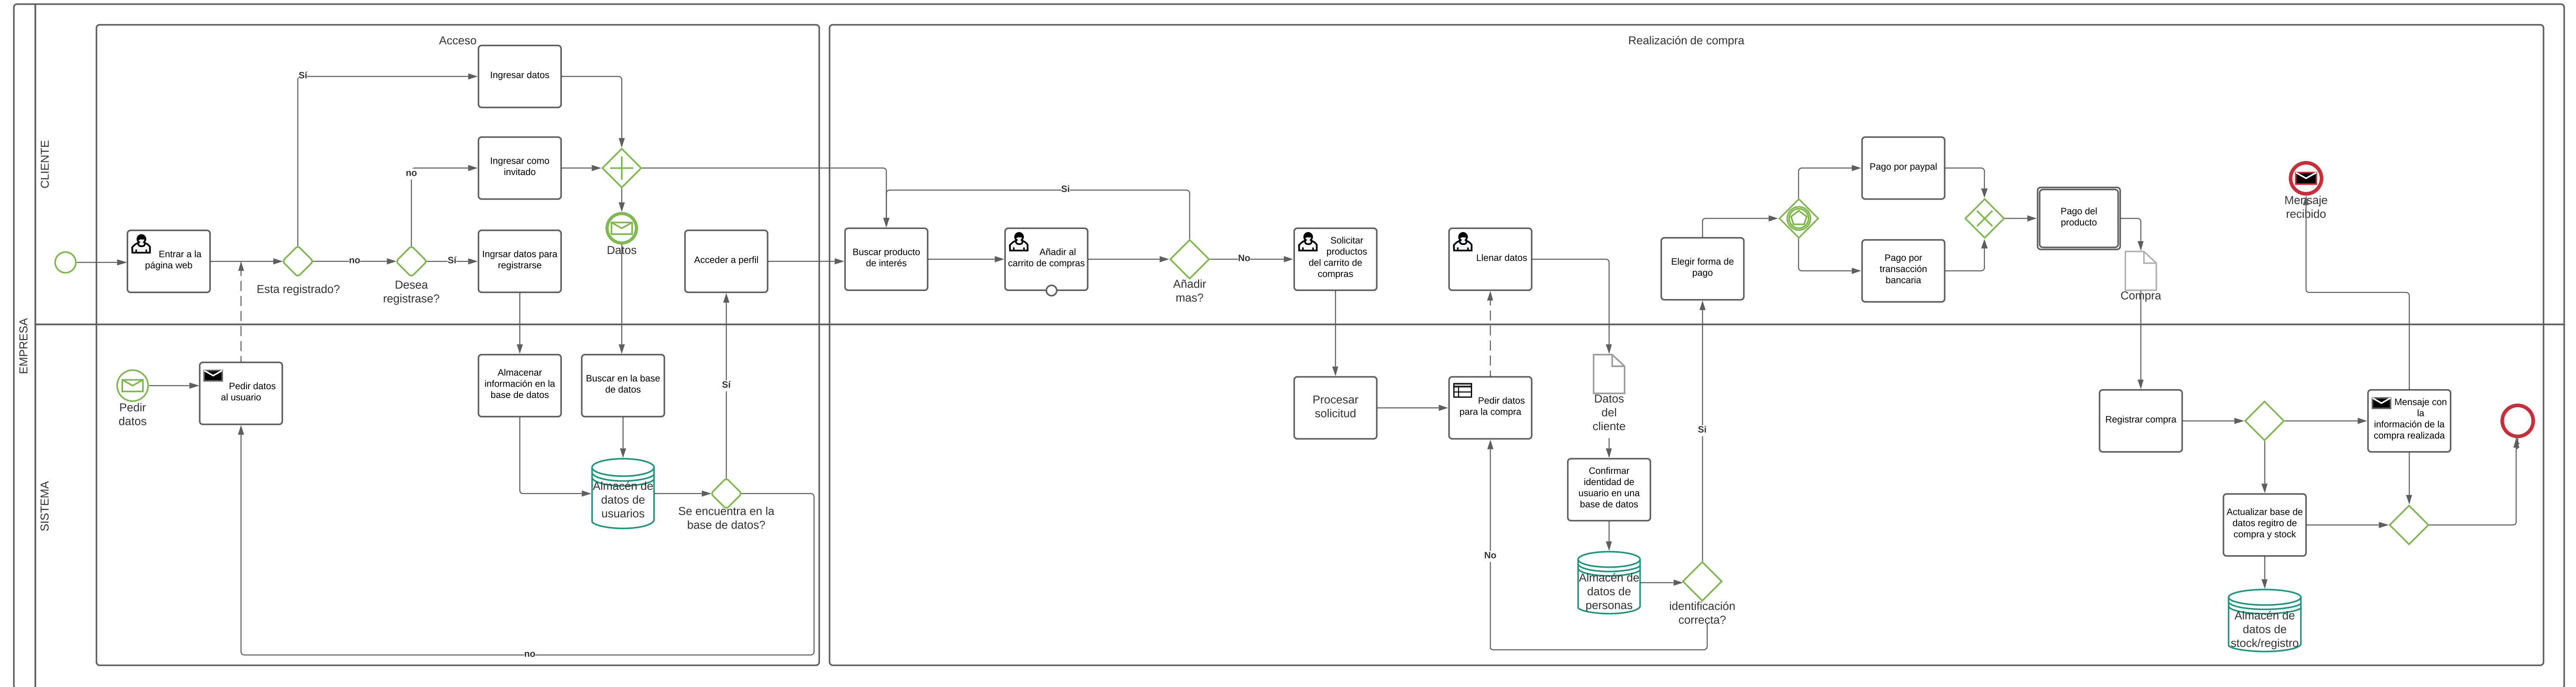 EMPRESA
CLIENTE
SISTEMA
Acceso
Ingresar datos
Sí
Ingresar como
invitado
no
Entrar a la
página web
Esta registrado?
no
Desea
registrase?
Sí
Ingrsar datos para
registrarse
Datos
Acceder a perfil
Pedir
datos
Pedir datos
al usuario
Almacenar
información en la
base de datos
Buscar en la base
de datos
Sí
Almacén de
datos de
usuarios
Se encuentra en la
base de datos?
no
Realización de compra
Buscar producto
de interés
Añadir al
carrito de compras
Si
Añadir
mas?
No
Solicitar
productos
del carrito de
compras
Llenar datos
Procesar
solicitud
Pedir datos
para la compra
Datos
del
cliente
Confirmar
identidad de
usuario en una
base de datos
Almacén de
datos de
personas
identificación
correcta?
No
Si
Elegir forma de
pago
Pago por paypal
Pago por
transacción
bancaria
Pago del
producto
Compra
Mensaje
recibido
Registrar compra
Mensaje con
la
información de la
compra realizada
Actualizar base de
datos regitro de
compra y stock
Almacén de
datos de
stock/registro